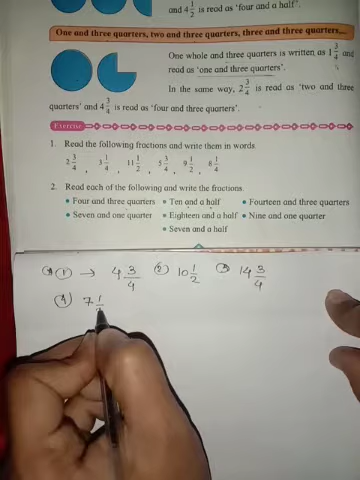 and 4 1/2 is read as 'four and a half'.
One and three quarters, two and three quarters, three and three quarters,...
One whole and three quarters is written as 1 3/4 and
read as 'one and three quarters'.
In the same way, 2 3/4 is read as 'two and three
quarters' and 4 3/4 is read as 'four and three quarters'.
Exercise
1. Read the following fractions and write them in words.
2 3/4 , 3 1/4 , 11 1/2 , 5 3/4 , 9 1/2 , 8 1/4
2. Read each of the following and write the fractions.
• Four and three quarters • Ten and a half • Fourteen and three quarters
• Seven and one quarter • Eighteen and a half • Nine and one quarter
• Seven and a half
① → 4 3/4 ② 10 1/2 ③ 14 3/4
④ 7 1